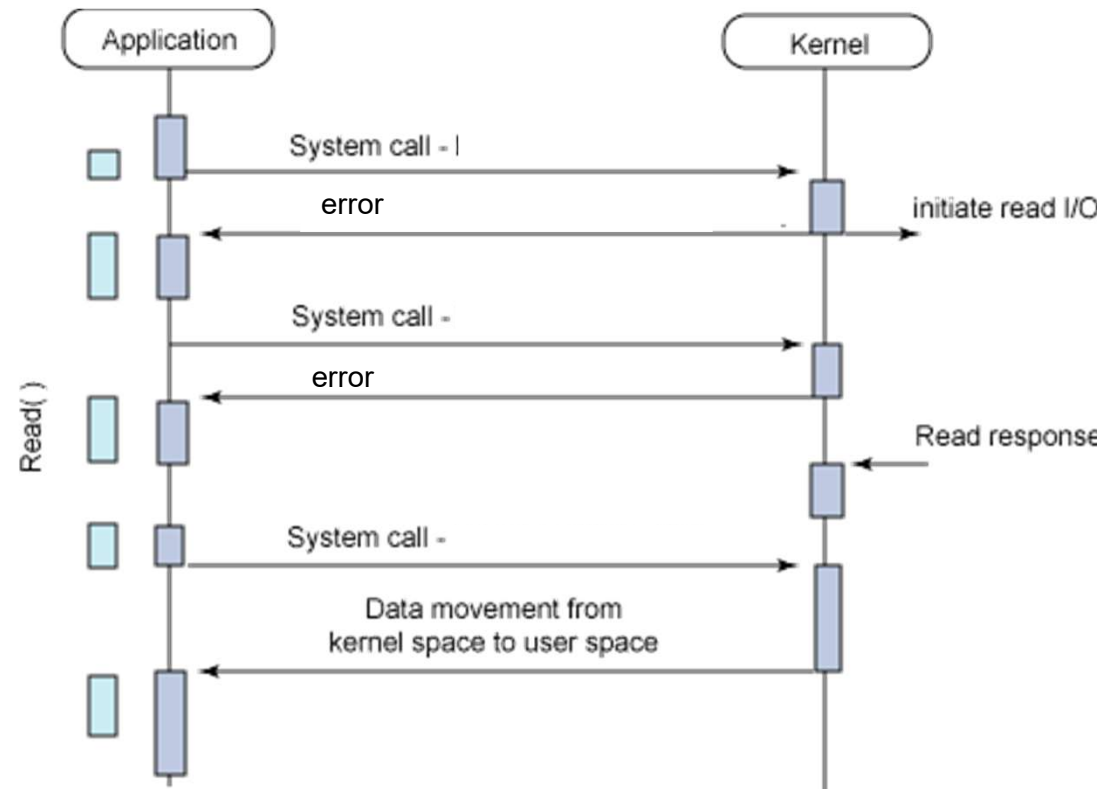 Application
Kernel
System call - |
error
initiate read I/O
System call -
error
Read( )
Read response
System call -
Data movement from
kernel space to user space